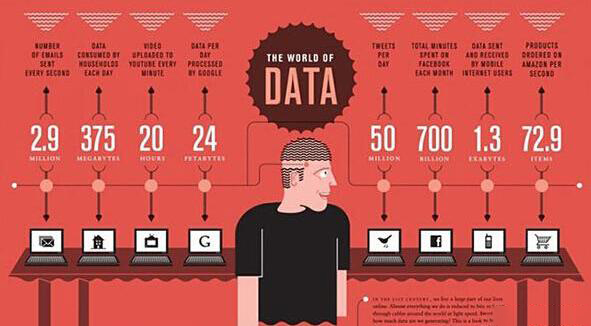 NUMBER
OF EMAILS
SENT
EVERY SECOND
2.9
MILLION
DATA
CONSUMED BY
HOUSEHOLDS
EACH DAY
375
MEGABYTES
VIDEO
UPLOADED TO
YOUTUBE EVERY
MINUTE
20
HOURS
DATA PER
DAY
PROCESSED
BY GOOGLE
24
PETABYTES
THE WORLD OF
DATA
TWEETS
PER
DAY
50
MILLION
TOTAL MINUTES
SPENT ON
FACEBOOK
EACH MONTH
700
BILLION
DATA SENT
AND RECEIVED
BY MOBILE
INTERNET USERS
1.3
EXABYTES
PRODUCTS
ORDERED ON
AMAZON PER
SECOND
72.9
ITEMS
G
f
IN THE 21ST CENTURY, we live a large part of our lives
online. Almost everything we do is reduced to bits
through cables around the world at light speed.
how much data are we generating? This is a look